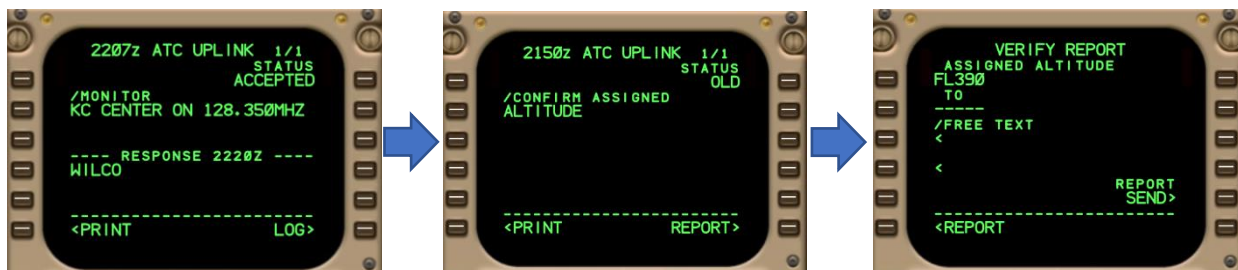 2207z ATC UPLINK 1/1
STATUS
ACCEPTED
/MONITOR
KC CENTER ON 128.350MHZ
---- RESPONSE 2220Z ----
WILCO
------------------------
<PRINT LOG>
2150z ATC UPLINK 1/1
STATUS
OLD
/CONFIRM ASSIGNED
ALTITUDE
------------------------
<PRINT REPORT>
VERIFY REPORT
ASSIGNED ALTITUDE
FL390
TO
-----
/FREE TEXT
<
<
REPORT
SEND>
------------------------
<REPORT